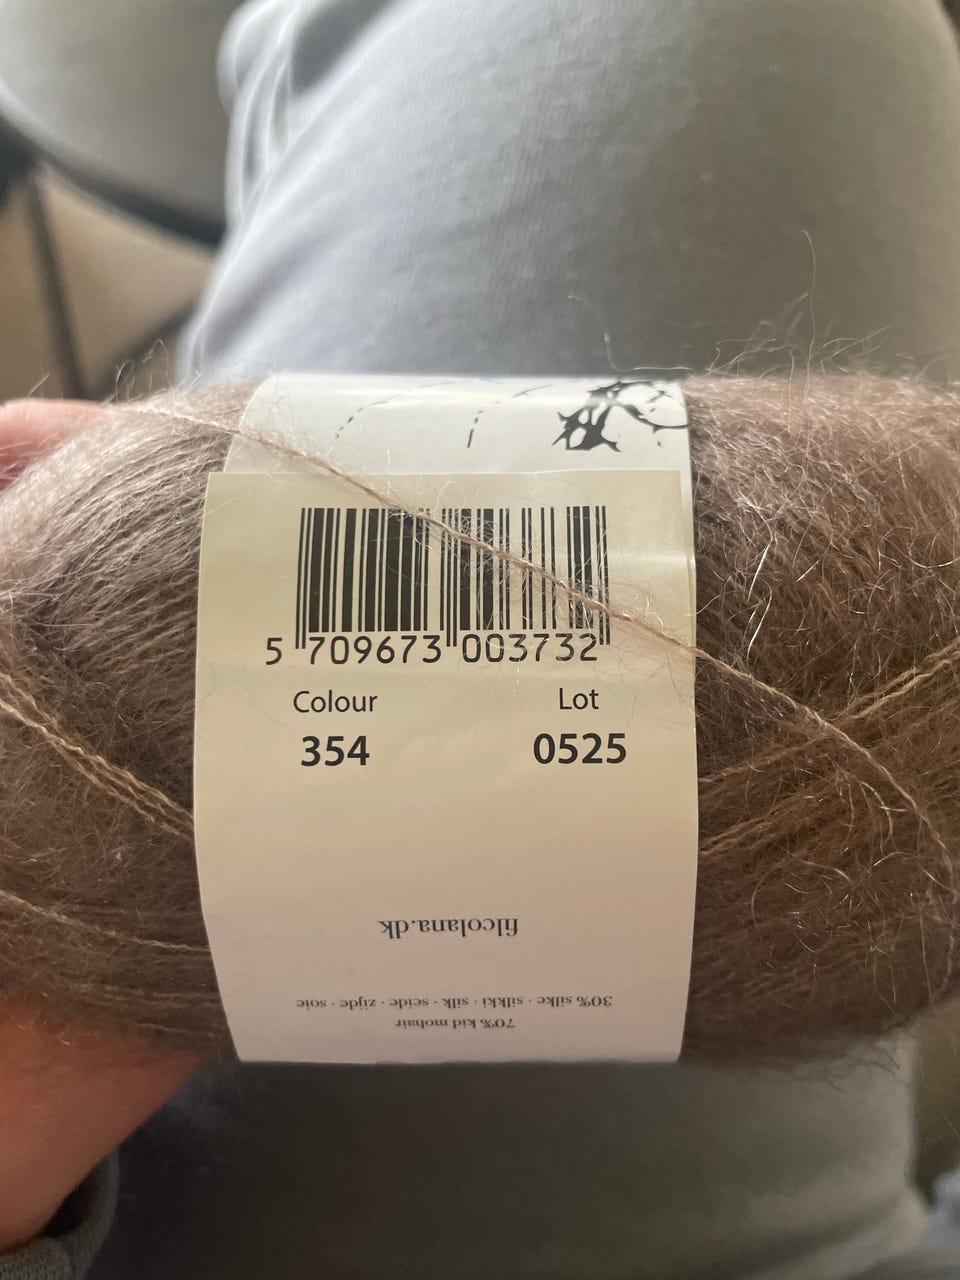 5 709673 003732
Colour Lot
354 0525
filcolana.dk
70% kid mohair
30% silke · silkki · silk · seide · zijde · soie